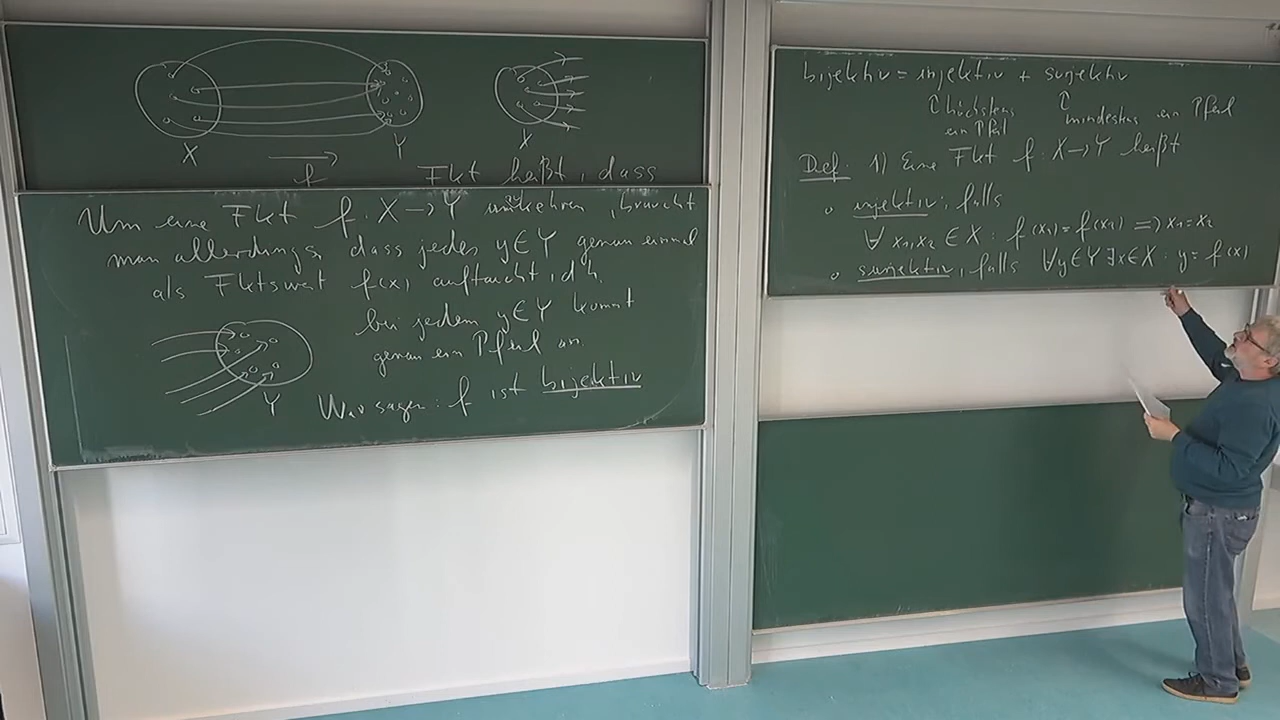 X
f
Y
X
Fkt heißt, dass
Um eine Fkt f: X → Y umzukehren, braucht
man allerdings, dass jedes y ∈ Y genau einmal
als Fktswert f(x) auftaucht, d.h.
bei jedem y ∈ Y kommt
genau ein Pfeil an.
Y
Wir sagen: f ist bijektiv
bijektiv = injektiv + surjektiv
↑ höchstens ein Pfeil
↑ mindestens ein Pfeil
Def: 1) Eine Fkt f: X → Y heißt
∘ injektiv, falls
∀ x₁,x₂ ∈ X : f(x₁) = f(x₂) ⟹ x₁ = x₂
∘ surjektiv, falls ∀y∈Y ∃x∈X : y = f(x)